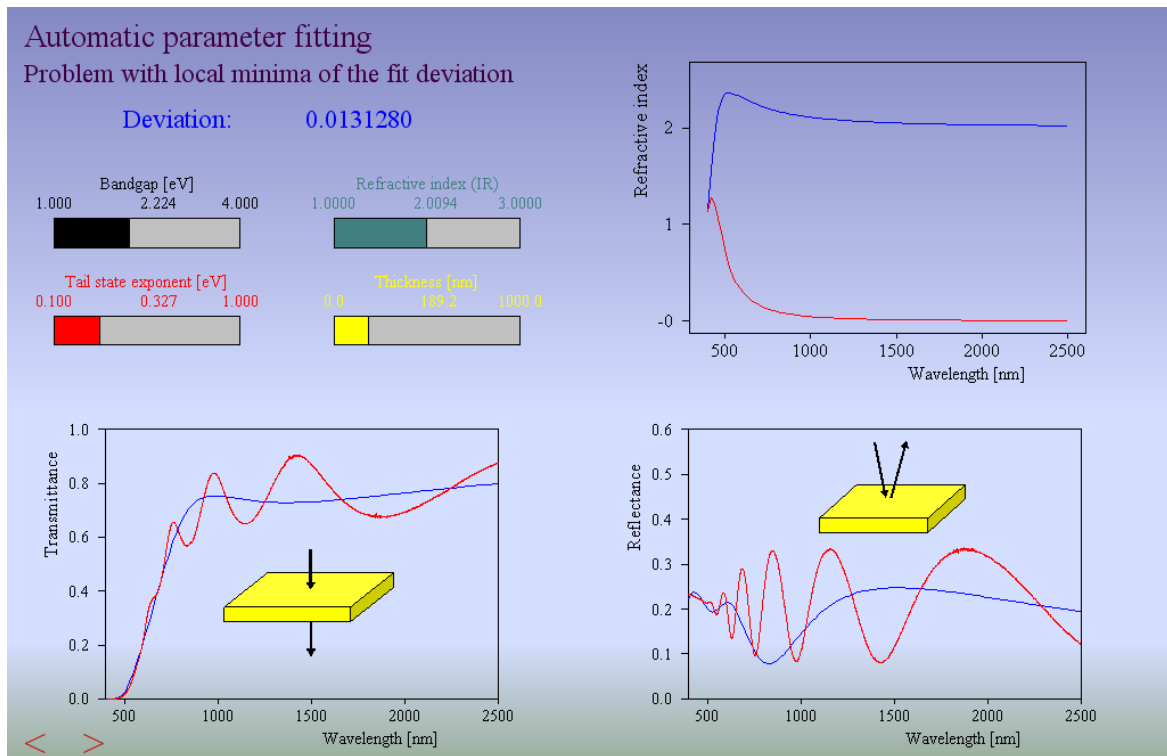 Automatic parameter fitting
Problem with local minima of the fit deviation
Deviation: 0.0131280
Bandgap [eV]
1.000 2.224 4.000
Refractive index (IR)
1.0000 2.0094 3.0000
Tail state exponent [eV]
0.100 0.327 1.000
Thickness [nm]
0.0 189.2 1000.0
Refractive index
2
1
-0
500 1000 1500 2000 2500
Wavelength [nm]
Transmittance
1.0
0.8
0.6
0.4
0.2
0.0
500 1000 1500 2000 2500
Wavelength [nm]
Reflectance
0.6
0.5
0.4
0.3
0.2
0.1
0.0
500 1000 1500 2000 2500
Wavelength [nm]
< >